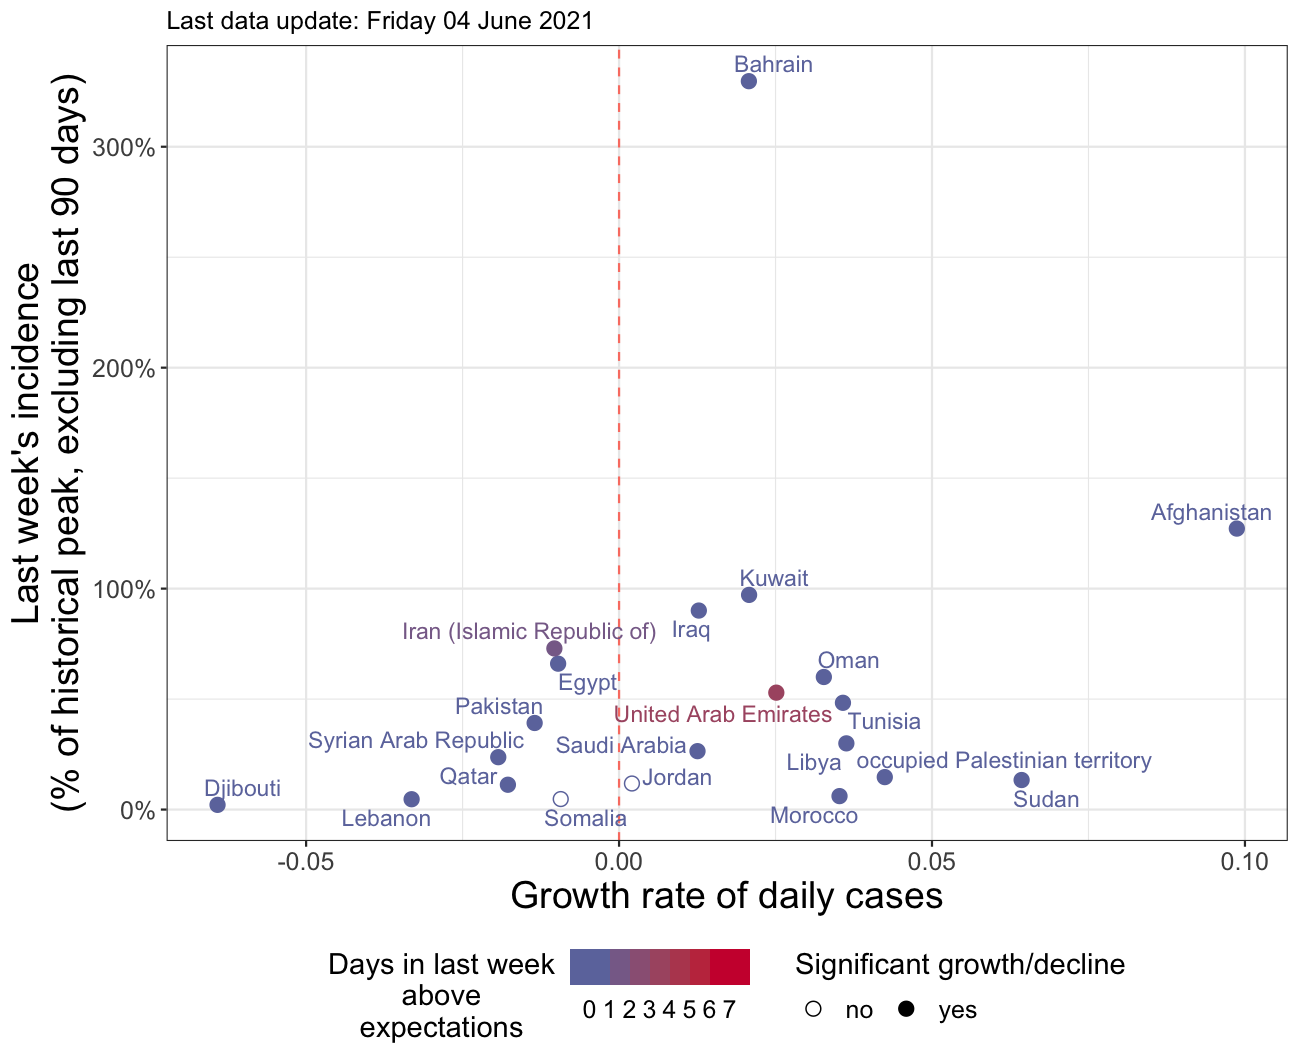 Last data update: Friday 04 June 2021
Last week's incidence
(% of historical peak, excluding last 90 days)
300%
200%
100%
0%
Bahrain
Afghanistan
Kuwait
Iraq
Iran (Islamic Republic of)
Egypt
Oman
United Arab Emirates
Tunisia
Pakistan
Syrian Arab Republic
Saudi Arabia
Libya
occupied Palestinian territory
Qatar
Jordan
Djibouti
Sudan
Lebanon
Somalia
Morocco
-0.05
0.00
0.05
0.10
Growth rate of daily cases
Days in last week
above
expectations
0 1 2 3 4 5 6 7
Significant growth/decline
no
yes